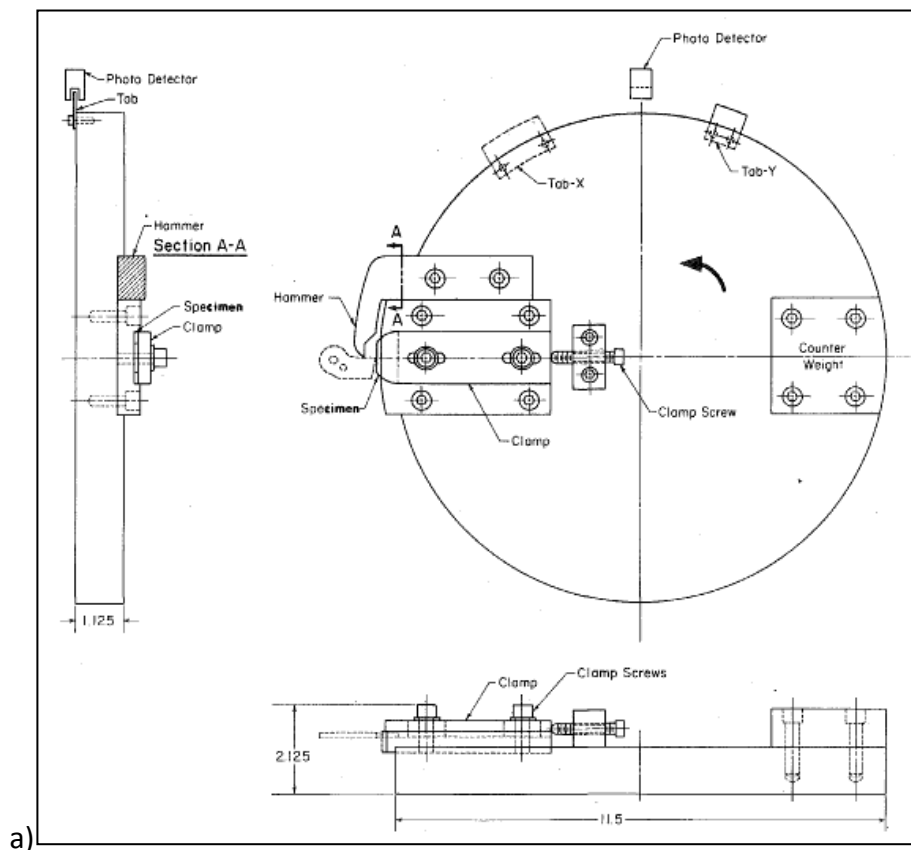 Photo Detector
Photo Detector
Tab
Tab-X
Tab-Y
Hammer
Section A-A
A
Hammer
A
Specimen
Clamp
Counter
Weight
Specimen
Clamp Screw
Clamp
1.125
Clamp
Clamp Screws
2.125
11.5
a)